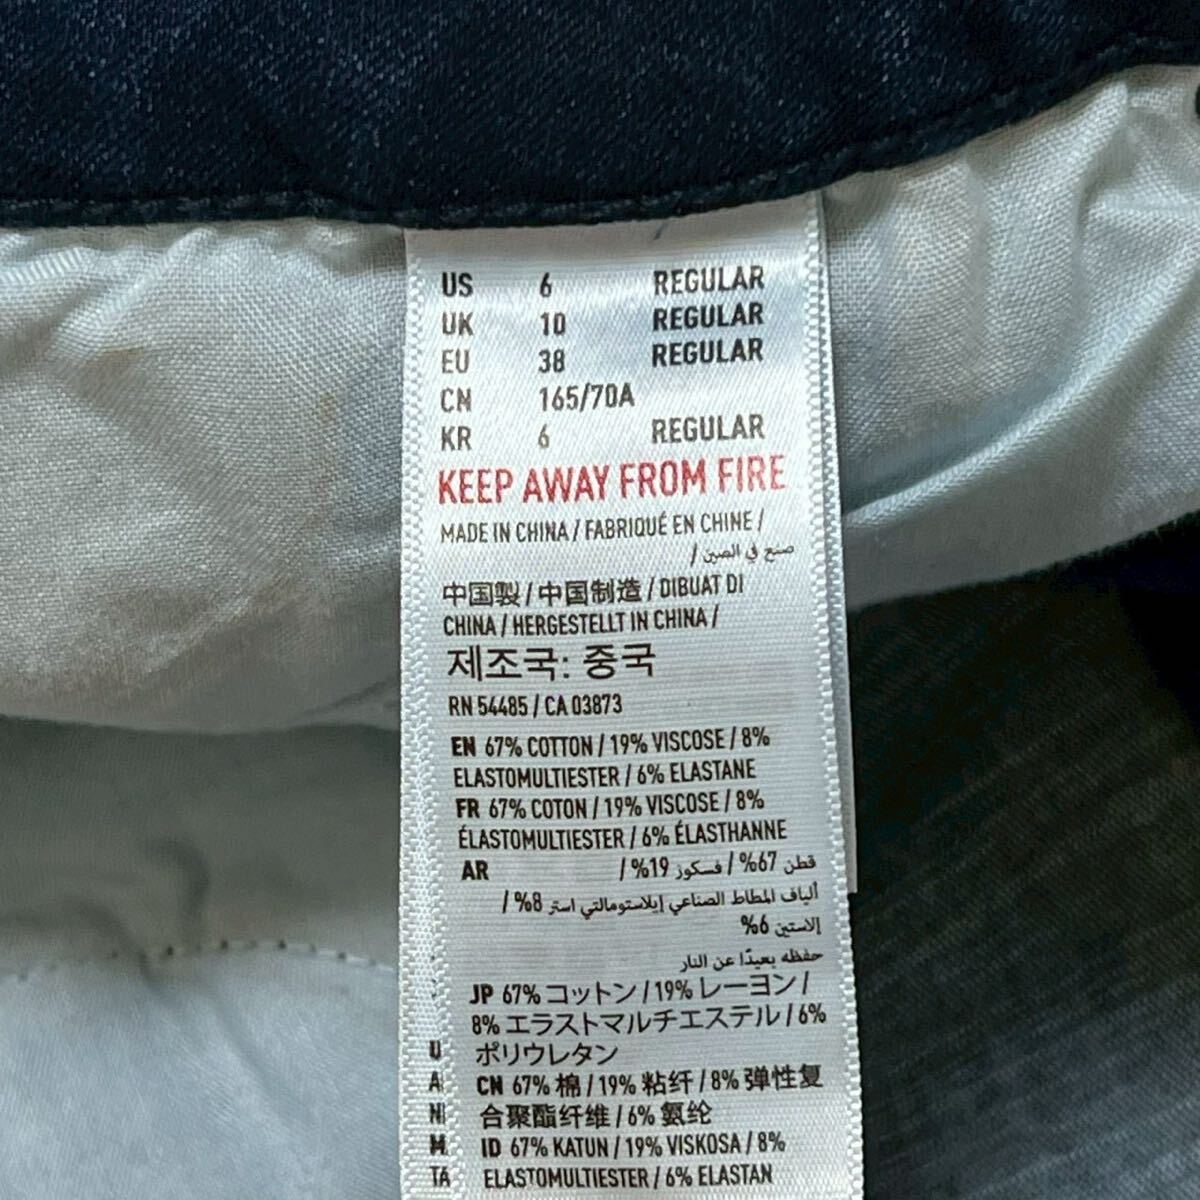 US 6 REGULAR
UK 10 REGULAR
EU 38 REGULAR
CN 165/70A
KR 6 REGULAR
KEEP AWAY FROM FIRE
MADE IN CHINA / FABRIQUÉ EN CHINE /
صنع في الصين /
中国製 / 中国制造 / DIBUAT DI
CHINA / HERGESTELLT IN CHINA /
제조국: 중국
RN 54485 / CA 03873
EN 67% COTTON / 19% VISCOSE / 8%
ELASTOMULTIESTER / 6% ELASTANE
FR 67% COTON / 19% VISCOSE / 8%
ÉLASTOMULTIESTER / 6% ÉLASTHANNE
AR قطن 67% / فسكوز 19% /
ألياف المطاط الصناعي إيلاستومالتي استر 8% /
إلاستين 6%
حفظه بعيدًا عن النار
JP 67% コットン / 19% レーヨン /
8% エラストマルチエステル / 6%
ポリウレタン
CN 67% 棉 / 19% 粘纤 / 8% 弹性复
合聚酯纤维 / 6% 氨纶
ID 67% KATUN / 19% VISKOSA / 8%
ELASTOMULTIESTER / 6% ELASTAN